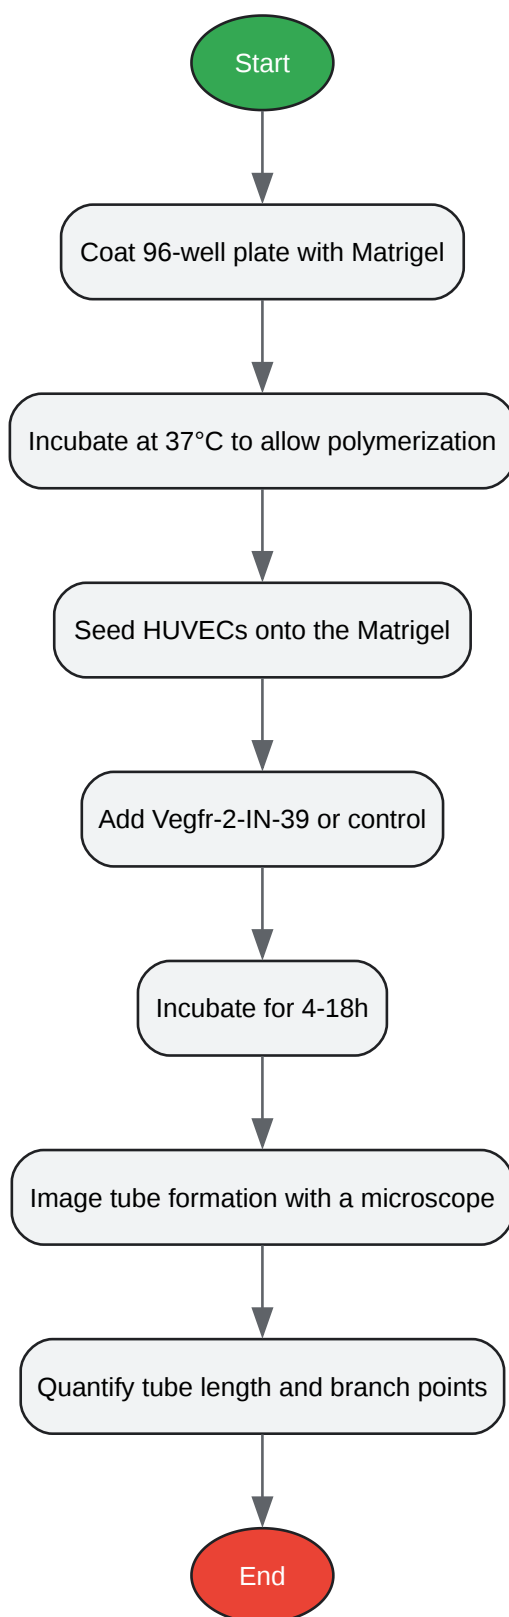 Start
Coat 96-well plate with Matrigel
Incubate at 37°C to allow polymerization
Seed HUVECs onto the Matrigel
Add Vegfr-2-IN-39 or control
Incubate for 4-18h
Image tube formation with a microscope
Quantify tube length and branch points
End